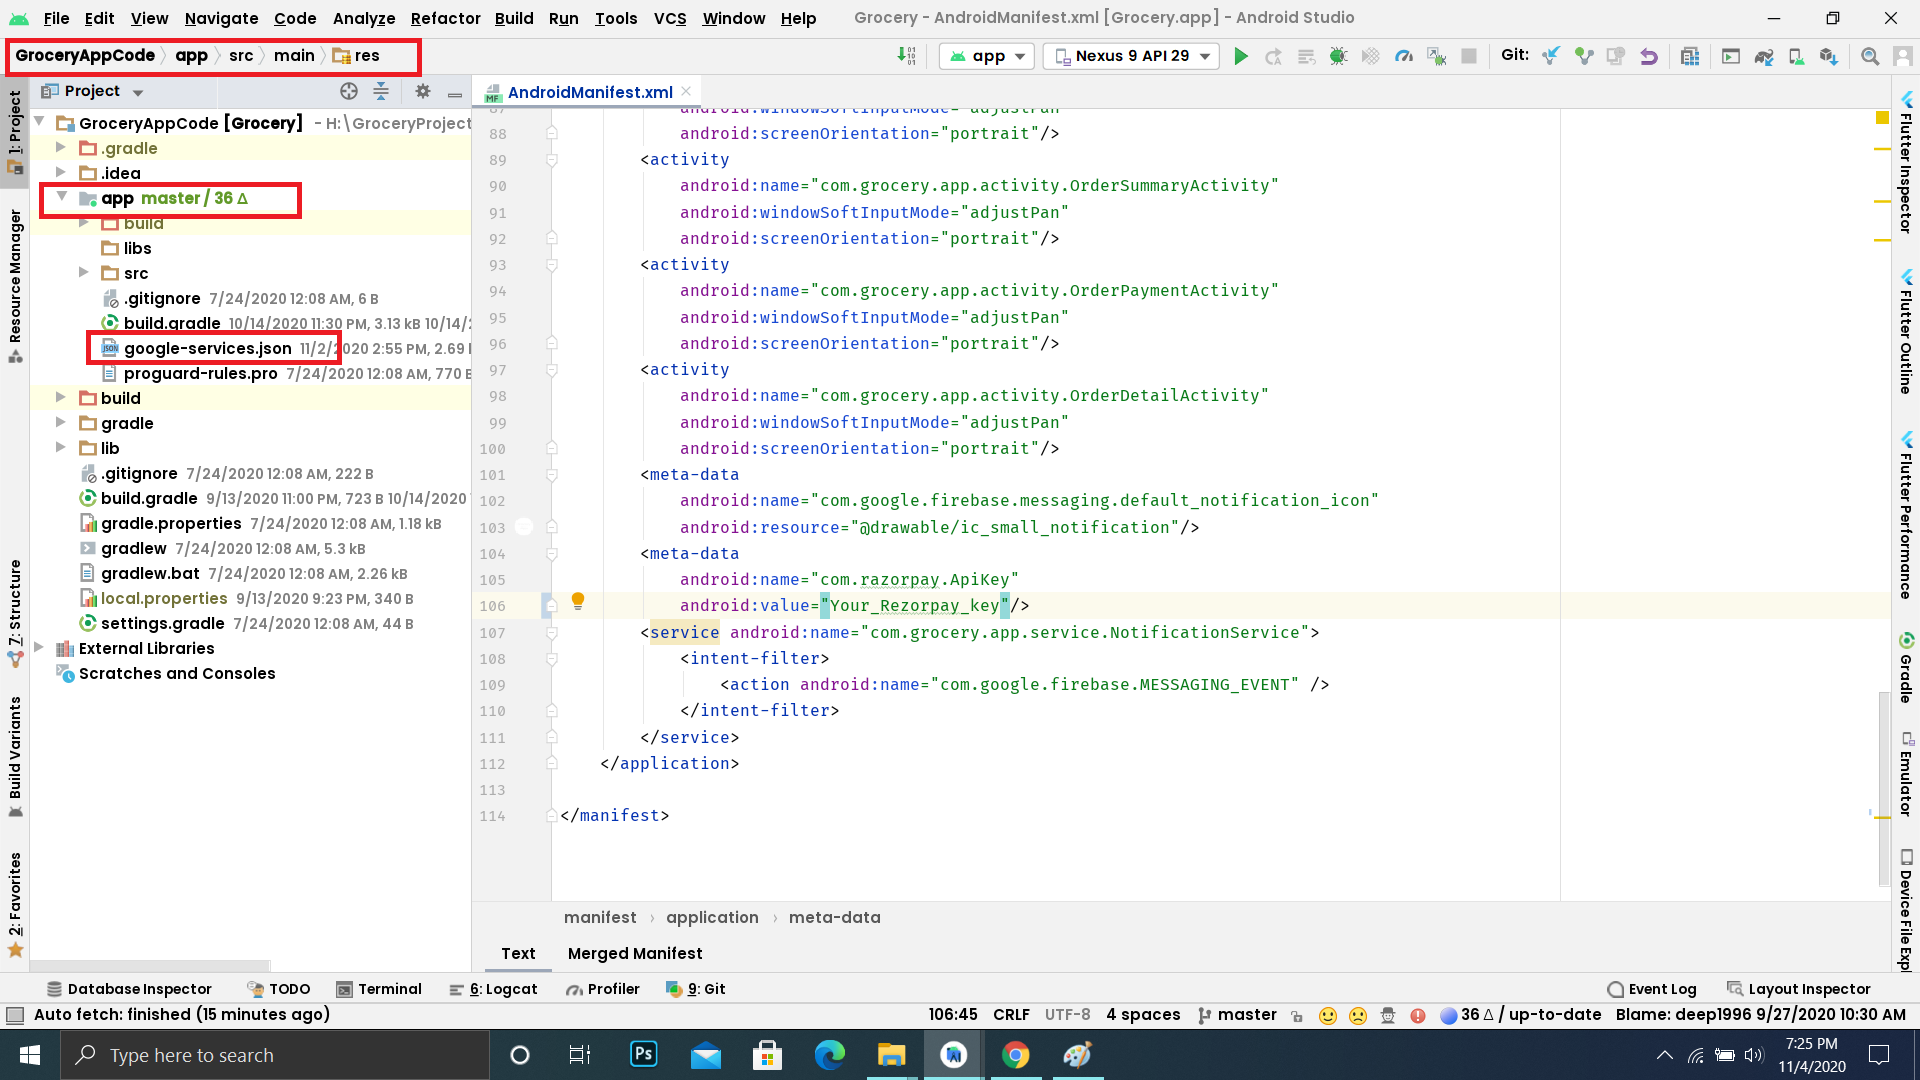 File Edit View Navigate Code Analyze Refactor Build Run Tools VCS Window Help Grocery - AndroidManifest.xml [Grocery.app] - Android Studio
GroceryAppCode app src main res
app Nexus 9 API 29 Git:
Project
AndroidManifest.xml
GroceryAppCode [Grocery] - H:\GroceryProject
.gradle
.idea
app master / 36 Δ
build
libs
src
.gitignore 7/24/2020 12:08 AM, 6 B
build.gradle 10/14/2020 11:30 PM, 3.13 kB 10/14/2
google-services.json 11/2/2020 2:55 PM, 2.69
proguard-rules.pro 7/24/2020 12:08 AM, 770 B
build
gradle
lib
.gitignore 7/24/2020 12:08 AM, 222 B
build.gradle 9/13/2020 11:00 PM, 723 B 10/14/2020
gradle.properties 7/24/2020 12:08 AM, 1.18 kB
gradlew 7/24/2020 12:08 AM, 5.3 kB
gradlew.bat 7/24/2020 12:08 AM, 2.26 kB
local.properties 9/13/2020 9:23 PM, 340 B
settings.gradle 7/24/2020 12:08 AM, 44 B
External Libraries
Scratches and Consoles
1: Project
Resource Manager
7: Structure
Build Variants
2: Favorites
87 android:windowSoftInputMode="adjustPan"
88 android:screenOrientation="portrait"/>
89 <activity
90 android:name="com.grocery.app.activity.OrderSummaryActivity"
91 android:windowSoftInputMode="adjustPan"
92 android:screenOrientation="portrait"/>
93 <activity
94 android:name="com.grocery.app.activity.OrderPaymentActivity"
95 android:windowSoftInputMode="adjustPan"
96 android:screenOrientation="portrait"/>
97 <activity
98 android:name="com.grocery.app.activity.OrderDetailActivity"
99 android:windowSoftInputMode="adjustPan"
100 android:screenOrientation="portrait"/>
101 <meta-data
102 android:name="com.google.firebase.messaging.default_notification_icon"
103 android:resource="@drawable/ic_small_notification"/>
104 <meta-data
105 android:name="com.razorpay.ApiKey"
106 android:value="Your_Rezorpay_key"/>
107 <service android:name="com.grocery.app.service.NotificationService">
108 <intent-filter>
109 <action android:name="com.google.firebase.MESSAGING_EVENT" />
110 </intent-filter>
111 </service>
112 </application>
113
114 </manifest>
manifest › application › meta-data
Text Merged Manifest
Flutter Inspector
Flutter Outline
Flutter Performance
Gradle
Emulator
Device File Expl
Database Inspector TODO Terminal 6: Logcat Profiler 9: Git Event Log Layout Inspector
Auto fetch: finished (15 minutes ago) 106:45 CRLF UTF-8 4 spaces master 36 Δ / up-to-date Blame: deep1996 9/27/2020 10:30 AM
Type here to search
Ps
7:25 PM
11/4/2020